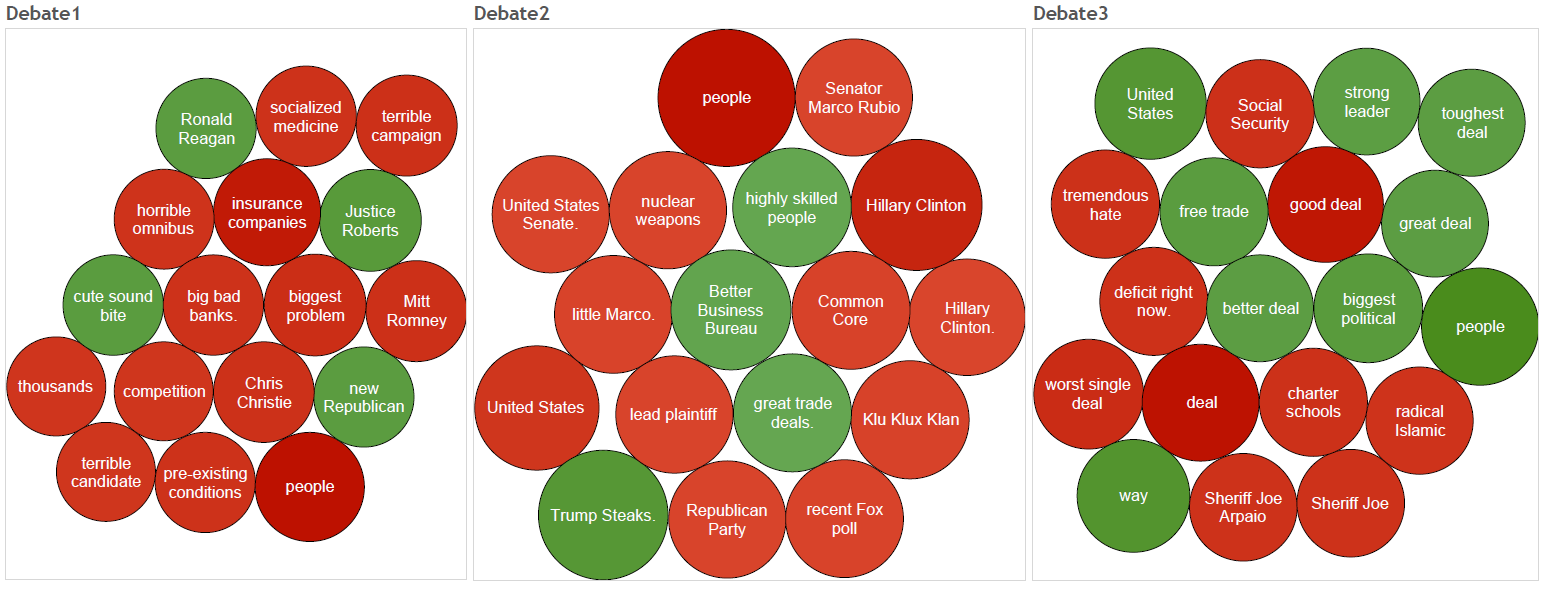 Debate1
Ronald
Reagan
socialized
medicine
terrible
campaign
horrible
omnibus
insurance
companies
Justice
Roberts
cute sound
bite
big bad
banks.
biggest
problem
Mitt
Romney
thousands
competition
Chris
Christie
new
Republican
terrible
candidate
pre-existing
conditions
people
Debate2
people
Senator
Marco Rubio
United States
Senate.
nuclear
weapons
highly skilled
people
Hillary Clinton
little Marco.
Better
Business
Bureau
Common
Core
Hillary
Clinton.
United States
lead plaintiff
great trade
deals.
Klu Klux Klan
Trump Steaks.
Republican
Party
recent Fox
poll
Debate3
United
States
Social
Security
strong
leader
toughest
deal
tremendous
hate
free trade
good deal
great deal
deficit right
now.
better deal
biggest
political
people
worst single
deal
deal
charter
schools
radical
Islamic
way
Sheriff Joe
Arpaio
Sheriff Joe